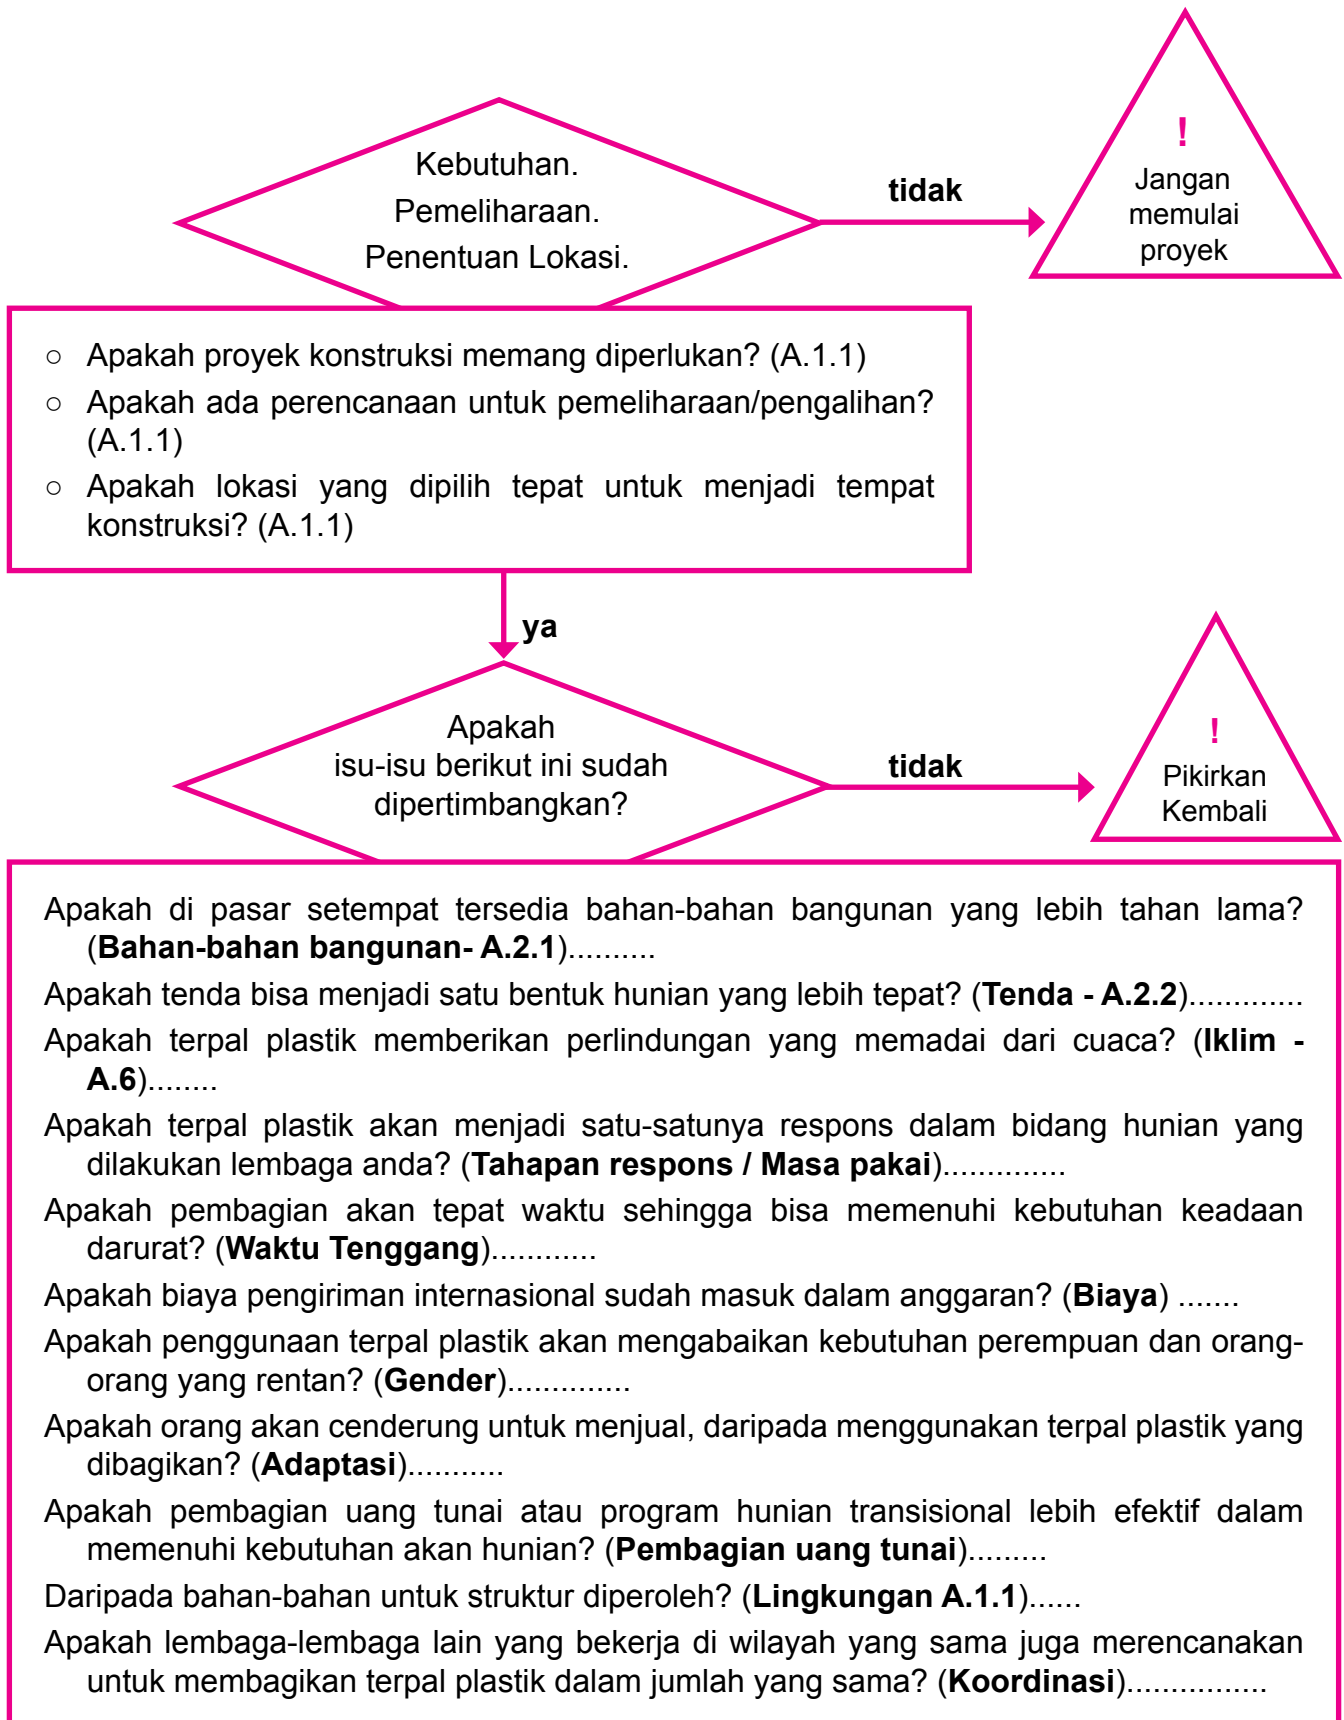 Kebutuhan.
Pemeliharaan.
Penentuan Lokasi.
tidak
!
Jangan
memulai
proyek
○ Apakah proyek konstruksi memang diperlukan? (A.1.1)
○ Apakah ada perencanaan untuk pemeliharaan/pengalihan?
(A.1.1)
○ Apakah lokasi yang dipilih tepat untuk menjadi tempat
konstruksi? (A.1.1)
ya
Apakah
isu-isu berikut ini sudah
dipertimbangkan?
tidak
!
Pikirkan
Kembali
Apakah di pasar setempat tersedia bahan-bahan bangunan yang lebih tahan lama?
(Bahan-bahan bangunan- A.2.1)..........
Apakah tenda bisa menjadi satu bentuk hunian yang lebih tepat? (Tenda - A.2.2).............
Apakah terpal plastik memberikan perlindungan yang memadai dari cuaca? (Iklim -
A.6)........
Apakah terpal plastik akan menjadi satu-satunya respons dalam bidang hunian yang
dilakukan lembaga anda? (Tahapan respons / Masa pakai)..............
Apakah pembagian akan tepat waktu sehingga bisa memenuhi kebutuhan keadaan
darurat? (Waktu Tenggang)............
Apakah biaya pengiriman internasional sudah masuk dalam anggaran? (Biaya) .......
Apakah penggunaan terpal plastik akan mengabaikan kebutuhan perempuan dan orang-
orang yang rentan? (Gender)..............
Apakah orang akan cenderung untuk menjual, daripada menggunakan terpal plastik yang
dibagikan? (Adaptasi)...........
Apakah pembagian uang tunai atau program hunian transisional lebih efektif dalam
memenuhi kebutuhan akan hunian? (Pembagian uang tunai).........
Daripada bahan-bahan untuk struktur diperoleh? (Lingkungan A.1.1)......
Apakah lembaga-lembaga lain yang bekerja di wilayah yang sama juga merencanakan
untuk membagikan terpal plastik dalam jumlah yang sama? (Koordinasi)................